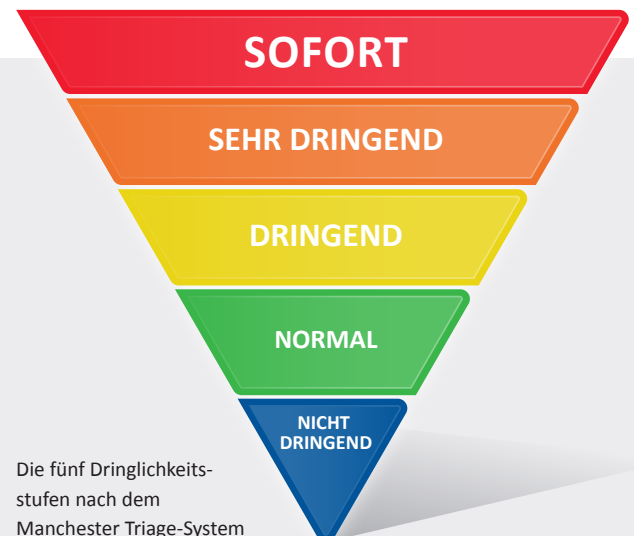 SOFORT
SEHR DRINGEND
DRINGEND
NORMAL
NICHT
DRINGEND
Die fünf Dringlichkeits-
stufen nach dem
Manchester Triage-System